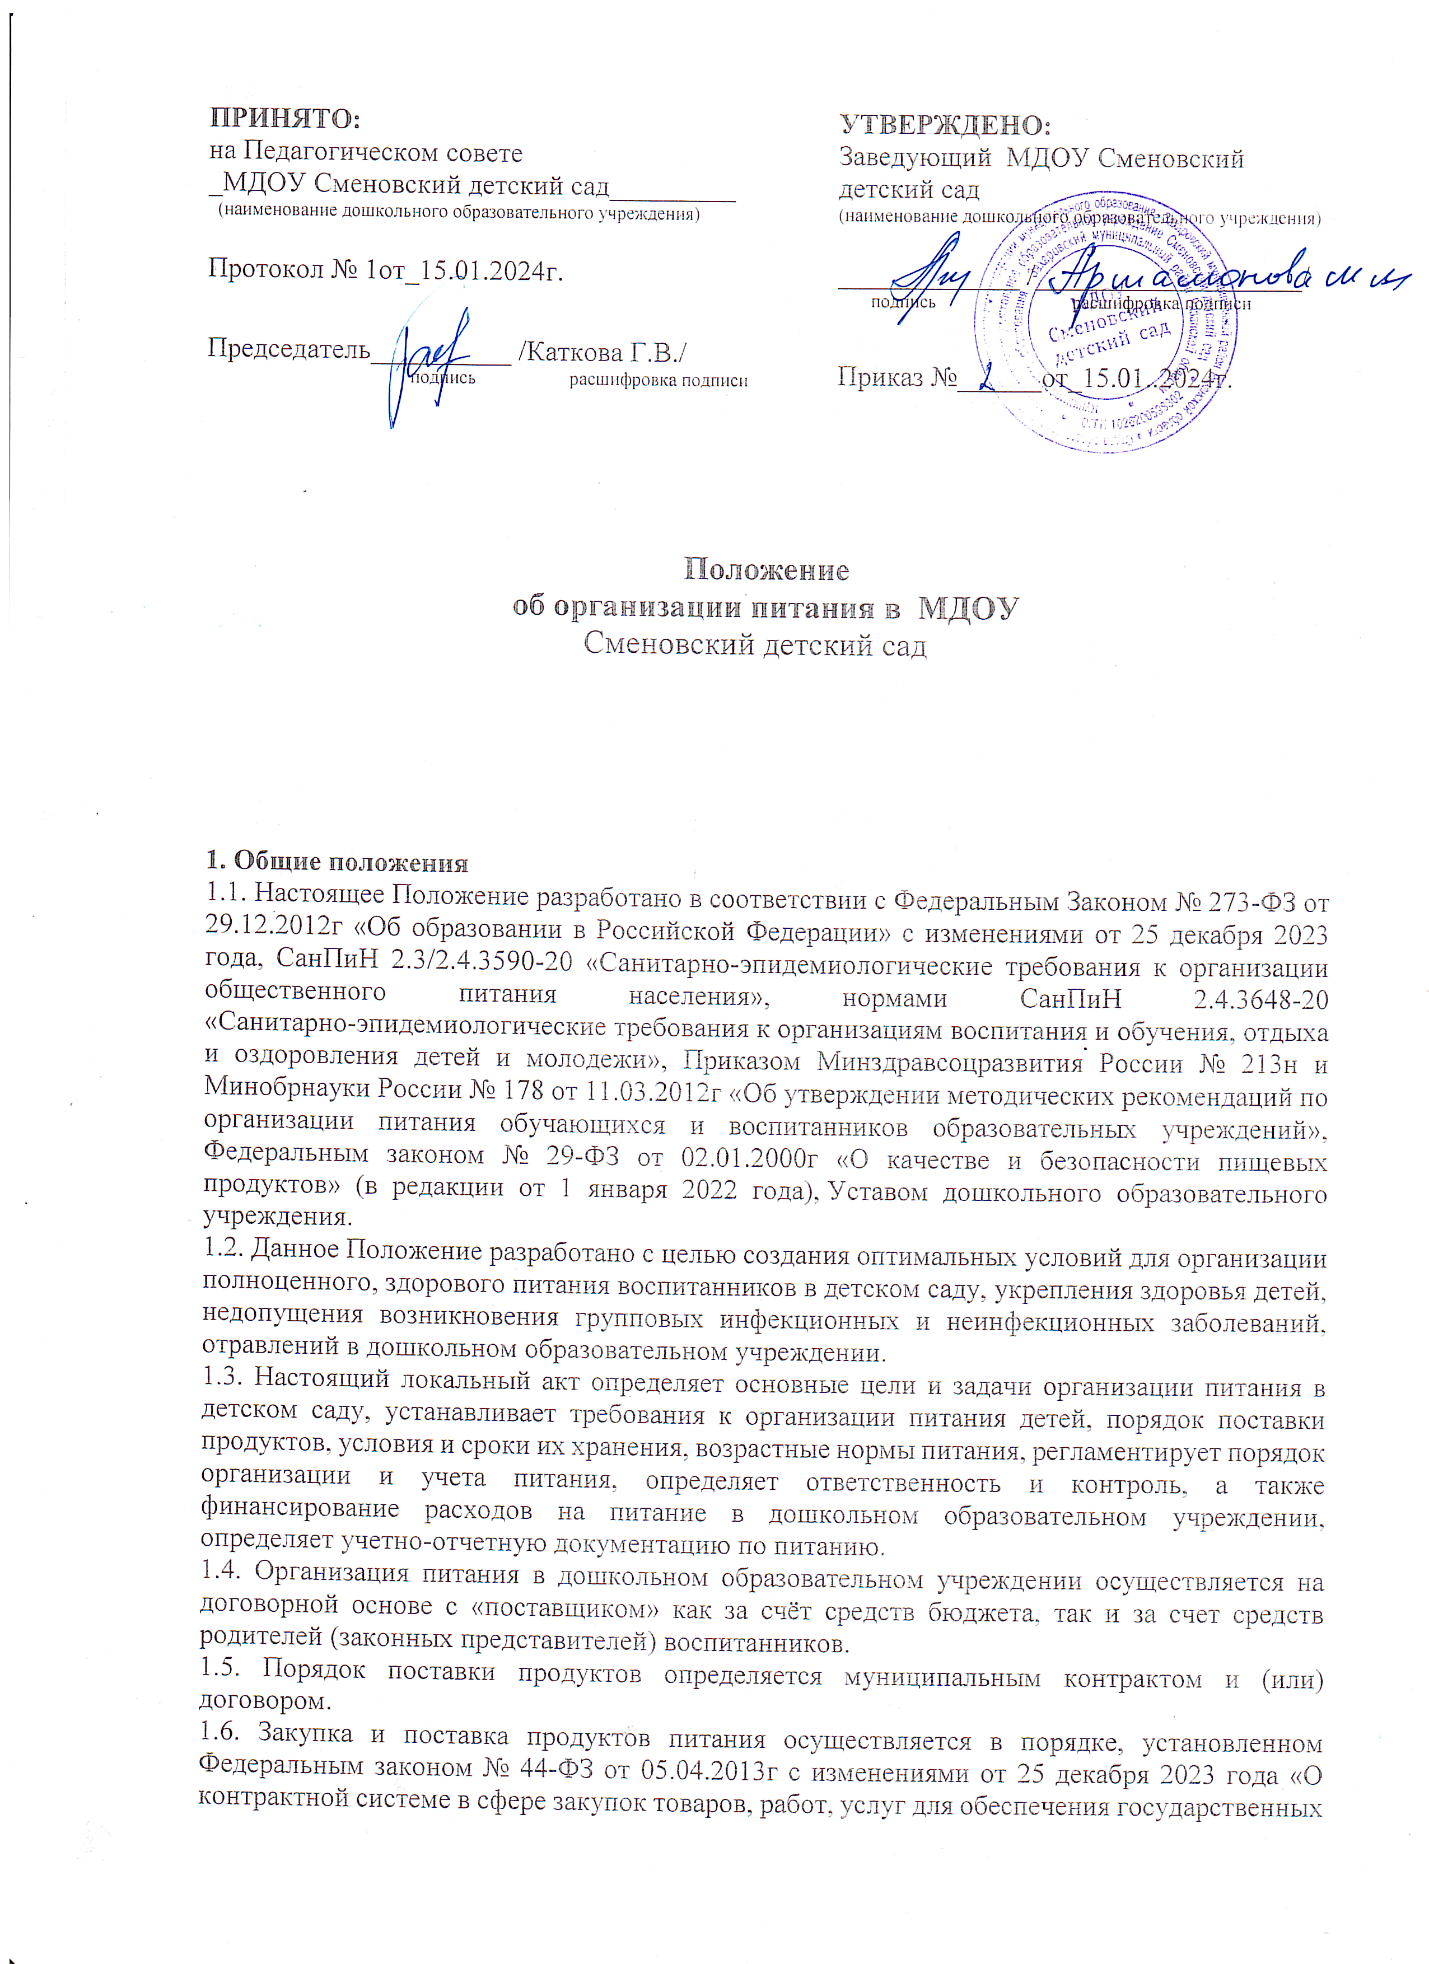 ПРИНЯТО:
на Педагогическом совете
_МДОУ Сменовский детский сад_________
(наименование дошкольного образовательного учреждения)
Протокол № 1от_15.01.2024г.
Председатель__________ /Каткова Г.В./
подпись расшифровка подписи
УТВЕРЖДЕНО:
Заведующий МДОУ Сменовский
детский сад
(наименование дошкольного образовательного учреждения)
/Артамонова М М
подпись расшифровка подписи
Сменовский
детский сад
Приказ №__2___от_15.01..2024г.
Положение
об организации питания в МДОУ
Сменовский детский сад
1. Общие положения
1.1. Настоящее Положение разработано в соответствии с Федеральным Законом № 273-ФЗ от
29.12.2012г «Об образовании в Российской Федерации» с изменениями от 25 декабря 2023
года, СанПиН 2.3/2.4.3590-20 «Санитарно-эпидемиологические требования к организации
общественного питания населения», нормами СанПиН 2.4.3648-20
«Санитарно-эпидемиологические требования к организациям воспитания и обучения, отдыха
и оздоровления детей и молодежи», Приказом Минздравсоцразвития России № 213н и
Минобрнауки России № 178 от 11.03.2012г «Об утверждении методических рекомендаций по
организации питания обучающихся и воспитанников образовательных учреждений»,
Федеральным законом № 29-ФЗ от 02.01.2000г «О качестве и безопасности пищевых
продуктов» (в редакции от 1 января 2022 года), Уставом дошкольного образовательного
учреждения.
1.2. Данное Положение разработано с целью создания оптимальных условий для организации
полноценного, здорового питания воспитанников в детском саду, укрепления здоровья детей,
недопущения возникновения групповых инфекционных и неинфекционных заболеваний,
отравлений в дошкольном образовательном учреждении.
1.3. Настоящий локальный акт определяет основные цели и задачи организации питания в
детском саду, устанавливает требования к организации питания детей, порядок поставки
продуктов, условия и сроки их хранения, возрастные нормы питания, регламентирует порядок
организации и учета питания, определяет ответственность и контроль, а также
финансирование расходов на питание в дошкольном образовательном учреждении,
определяет учетно-отчетную документацию по питанию.
1.4. Организация питания в дошкольном образовательном учреждении осуществляется на
договорной основе с «поставщиком» как за счёт средств бюджета, так и за счет средств
родителей (законных представителей) воспитанников.
1.5. Порядок поставки продуктов определяется муниципальным контрактом и (или)
договором.
1.6. Закупка и поставка продуктов питания осуществляется в порядке, установленном
Федеральным законом № 44-ФЗ от 05.04.2013г с изменениями от 25 декабря 2023 года «О
контрактной системе в сфере закупок товаров, работ, услуг для обеспечения государственных